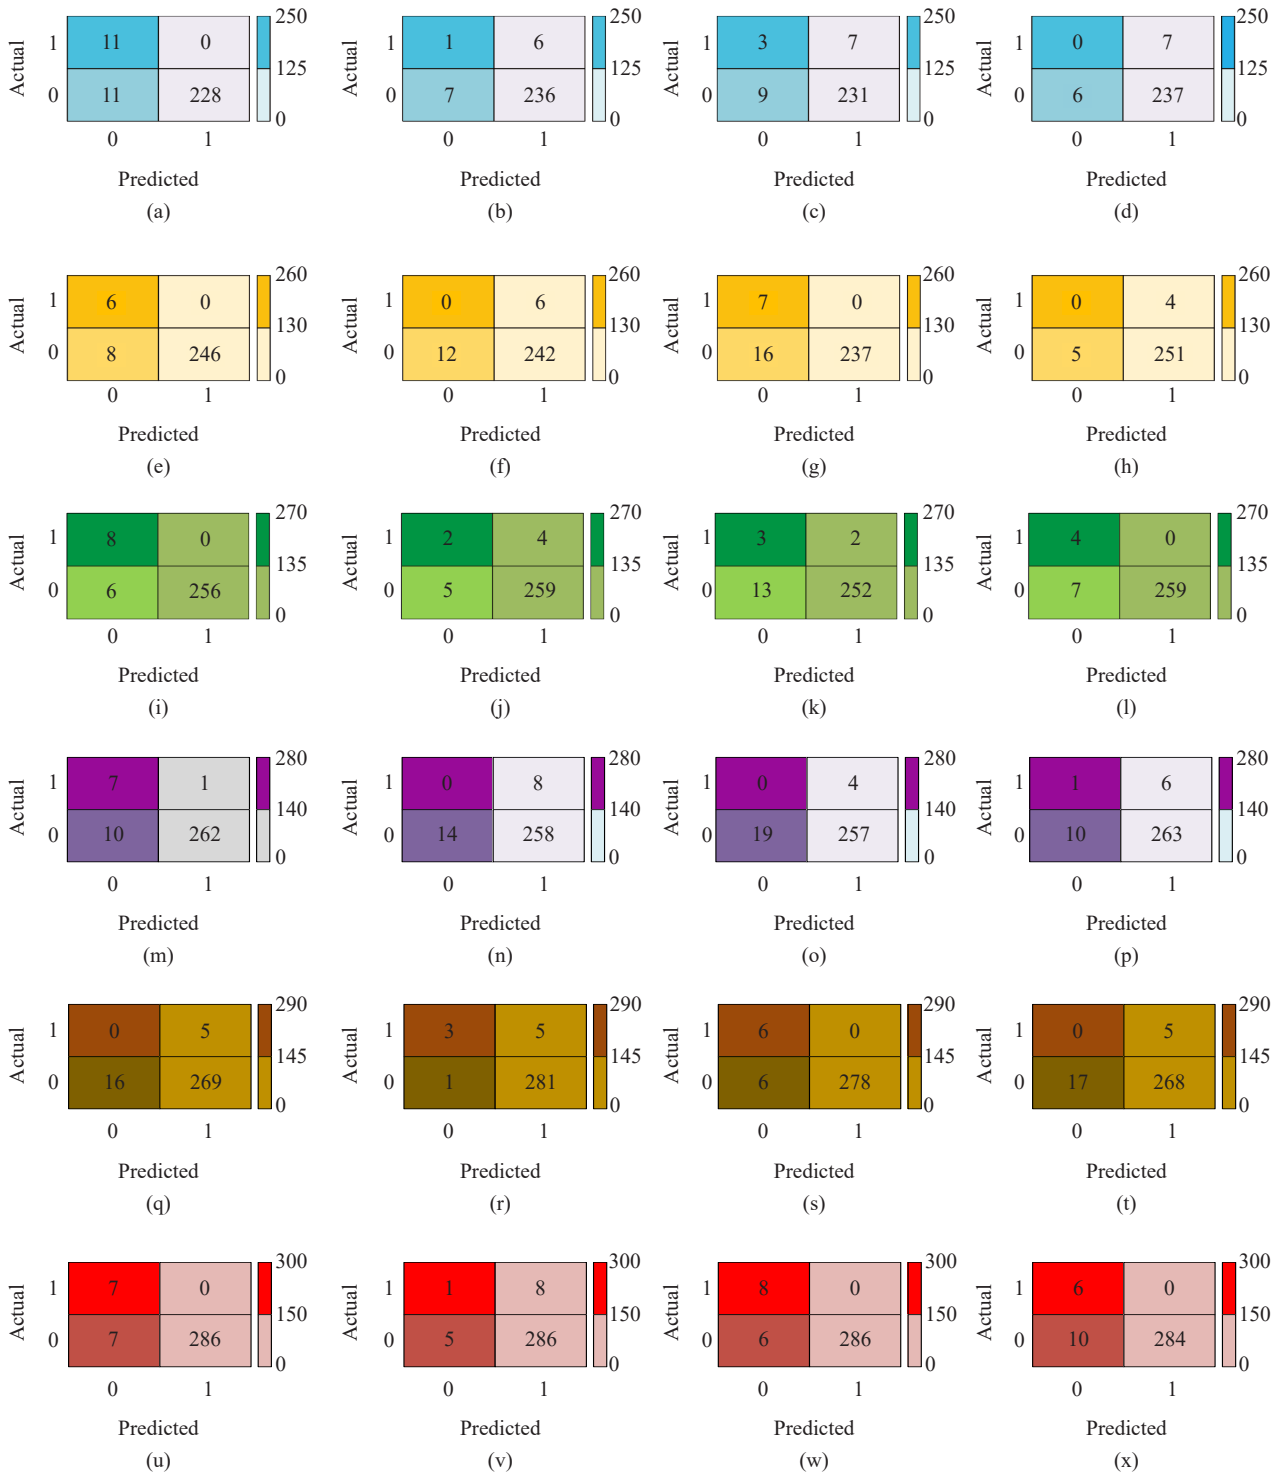 Actual 1 11 0 250
125
0 11 228 0
0 1
Predicted
(a)
Actual 1 1 6 250
125
0 7 236 0
0 1
Predicted
(b)
Actual 1 3 7 250
125
0 9 231 0
0 1
Predicted
(c)
Actual 1 0 7 250
125
0 6 237 0
0 1
Predicted
(d)
Actual 1 6 0 260
130
0 8 246 0
0 1
Predicted
(e)
Actual 1 0 6 260
130
0 12 242 0
0 1
Predicted
(f)
Actual 1 7 0 260
130
0 16 237 0
0 1
Predicted
(g)
Actual 1 0 4 260
130
0 5 251 0
0 1
Predicted
(h)
Actual 1 8 0 270
135
0 6 256 0
0 1
Predicted
(i)
Actual 1 2 4 270
135
0 5 259 0
0 1
Predicted
(j)
Actual 1 3 2 270
135
0 13 252 0
0 1
Predicted
(k)
Actual 1 4 0 270
135
0 7 259 0
0 1
Predicted
(l)
Actual 1 7 1 280
140
0 10 262 0
0 1
Predicted
(m)
Actual 1 0 8 280
140
0 14 258 0
0 1
Predicted
(n)
Actual 1 0 4 280
140
0 19 257 0
0 1
Predicted
(o)
Actual 1 1 6 280
140
0 10 263 0
0 1
Predicted
(p)
Actual 1 0 5 290
145
0 16 269 0
0 1
Predicted
(q)
Actual 1 3 5 290
145
0 1 281 0
0 1
Predicted
(r)
Actual 1 6 0 290
145
0 6 278 0
0 1
Predicted
(s)
Actual 1 0 5 290
145
0 17 268 0
0 1
Predicted
(t)
Actual 1 7 0 300
150
0 7 286 0
0 1
Predicted
(u)
Actual 1 1 8 300
150
0 5 286 0
0 1
Predicted
(v)
Actual 1 8 0 300
150
0 6 286 0
0 1
Predicted
(w)
Actual 1 6 0 300
150
0 10 284 0
0 1
Predicted
(x)